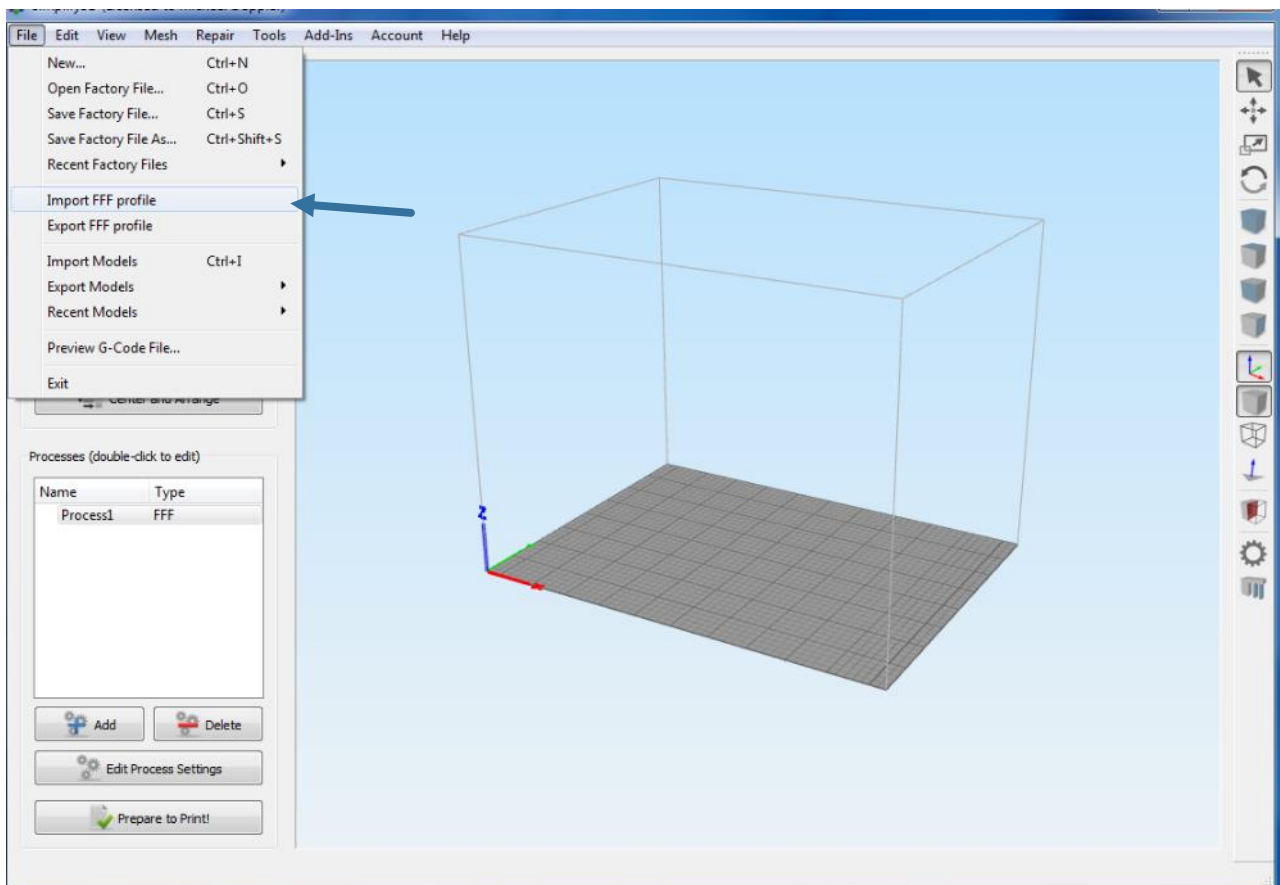 File Edit View Mesh Repair Tools Add-Ins Account Help
New... Ctrl+N
Open Factory File... Ctrl+O
Save Factory File... Ctrl+S
Save Factory File As... Ctrl+Shift+S
Recent Factory Files
Import FFF profile
Export FFF profile
Import Models Ctrl+I
Export Models
Recent Models
Preview G-Code File...
Exit
Center and Arrange
Processes (double-click to edit)
Name Type
Process1 FFF
Z
Add Delete
Edit Process Settings
Prepare to Print!